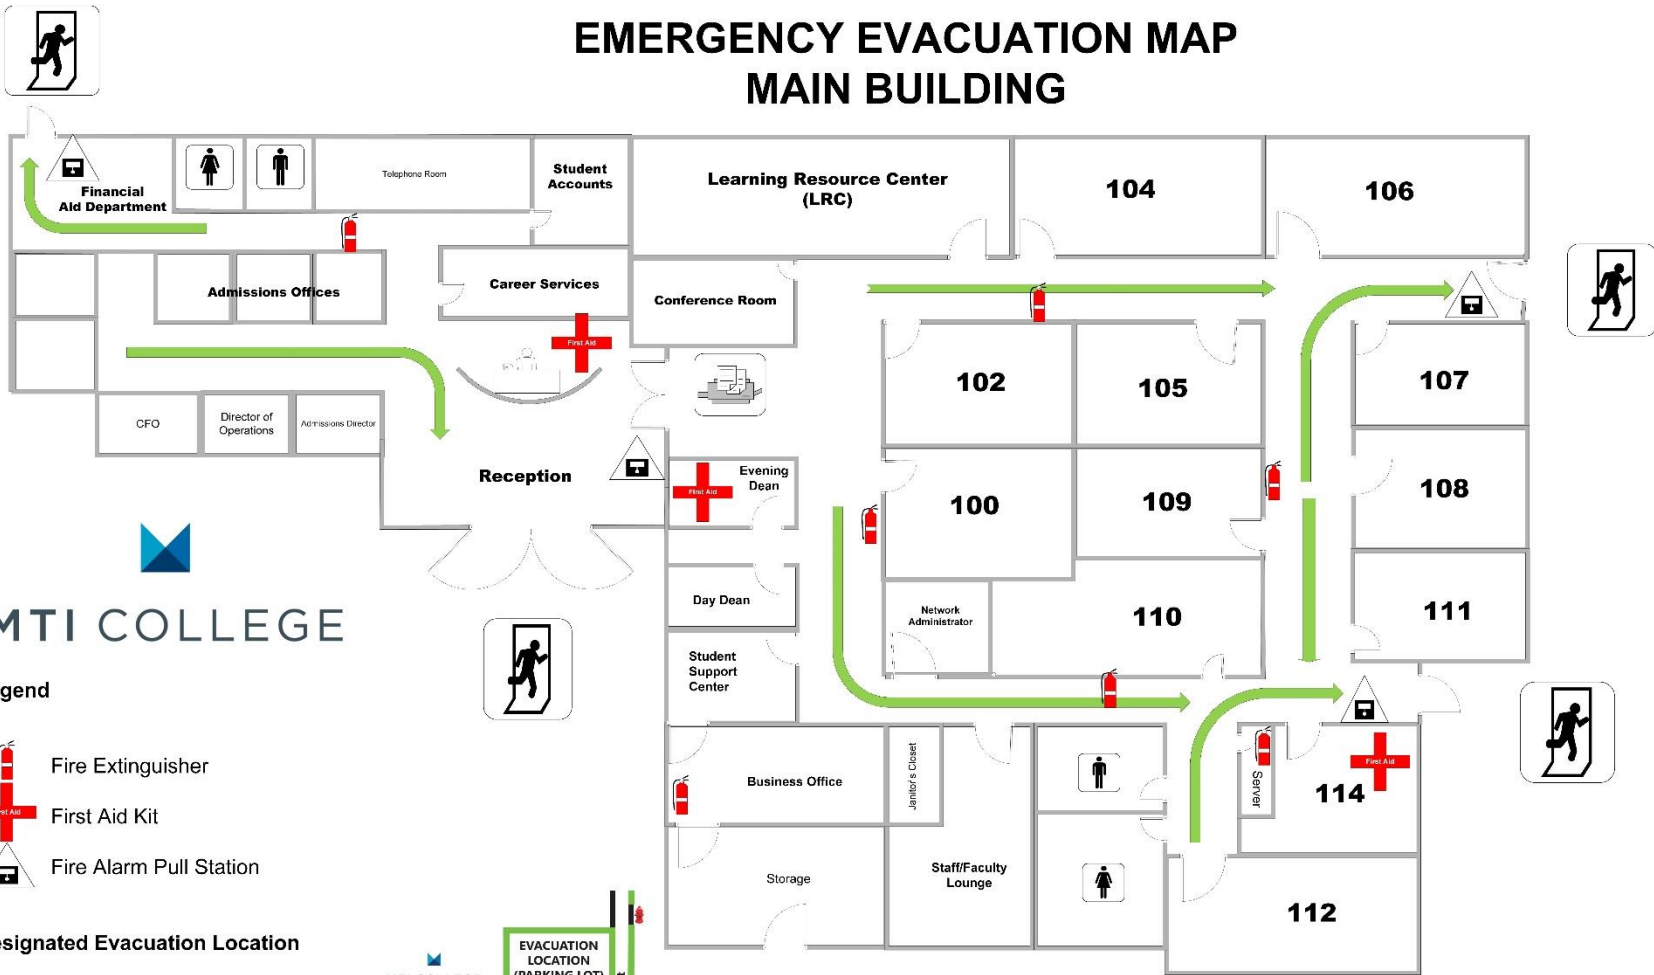 EMERGENCY EVACUATION MAP
MAIN BUILDING
Financial
Aid Department
Telephone Room
Student
Accounts
Learning Resource Center
(LRC)
104
106
Admissions Offices
Career Services
Conference Room
First Aid
102
105
107
CFO
Director of
Operations
Admissions Director
Reception
Evening
Dean
First Aid
100
109
108
MTI COLLEGE
Day Dean
Network
Administrator
110
111
Student
Support
Center
gend
Fire Extinguisher
st Aid
First Aid Kit
Fire Alarm Pull Station
Business Office
Janitor's Closet
Server
First Aid
114
Storage
Staff/Faculty
Lounge
112
esignated Evacuation Location
EVACUATION
LOCATION
(PARKING LOT)